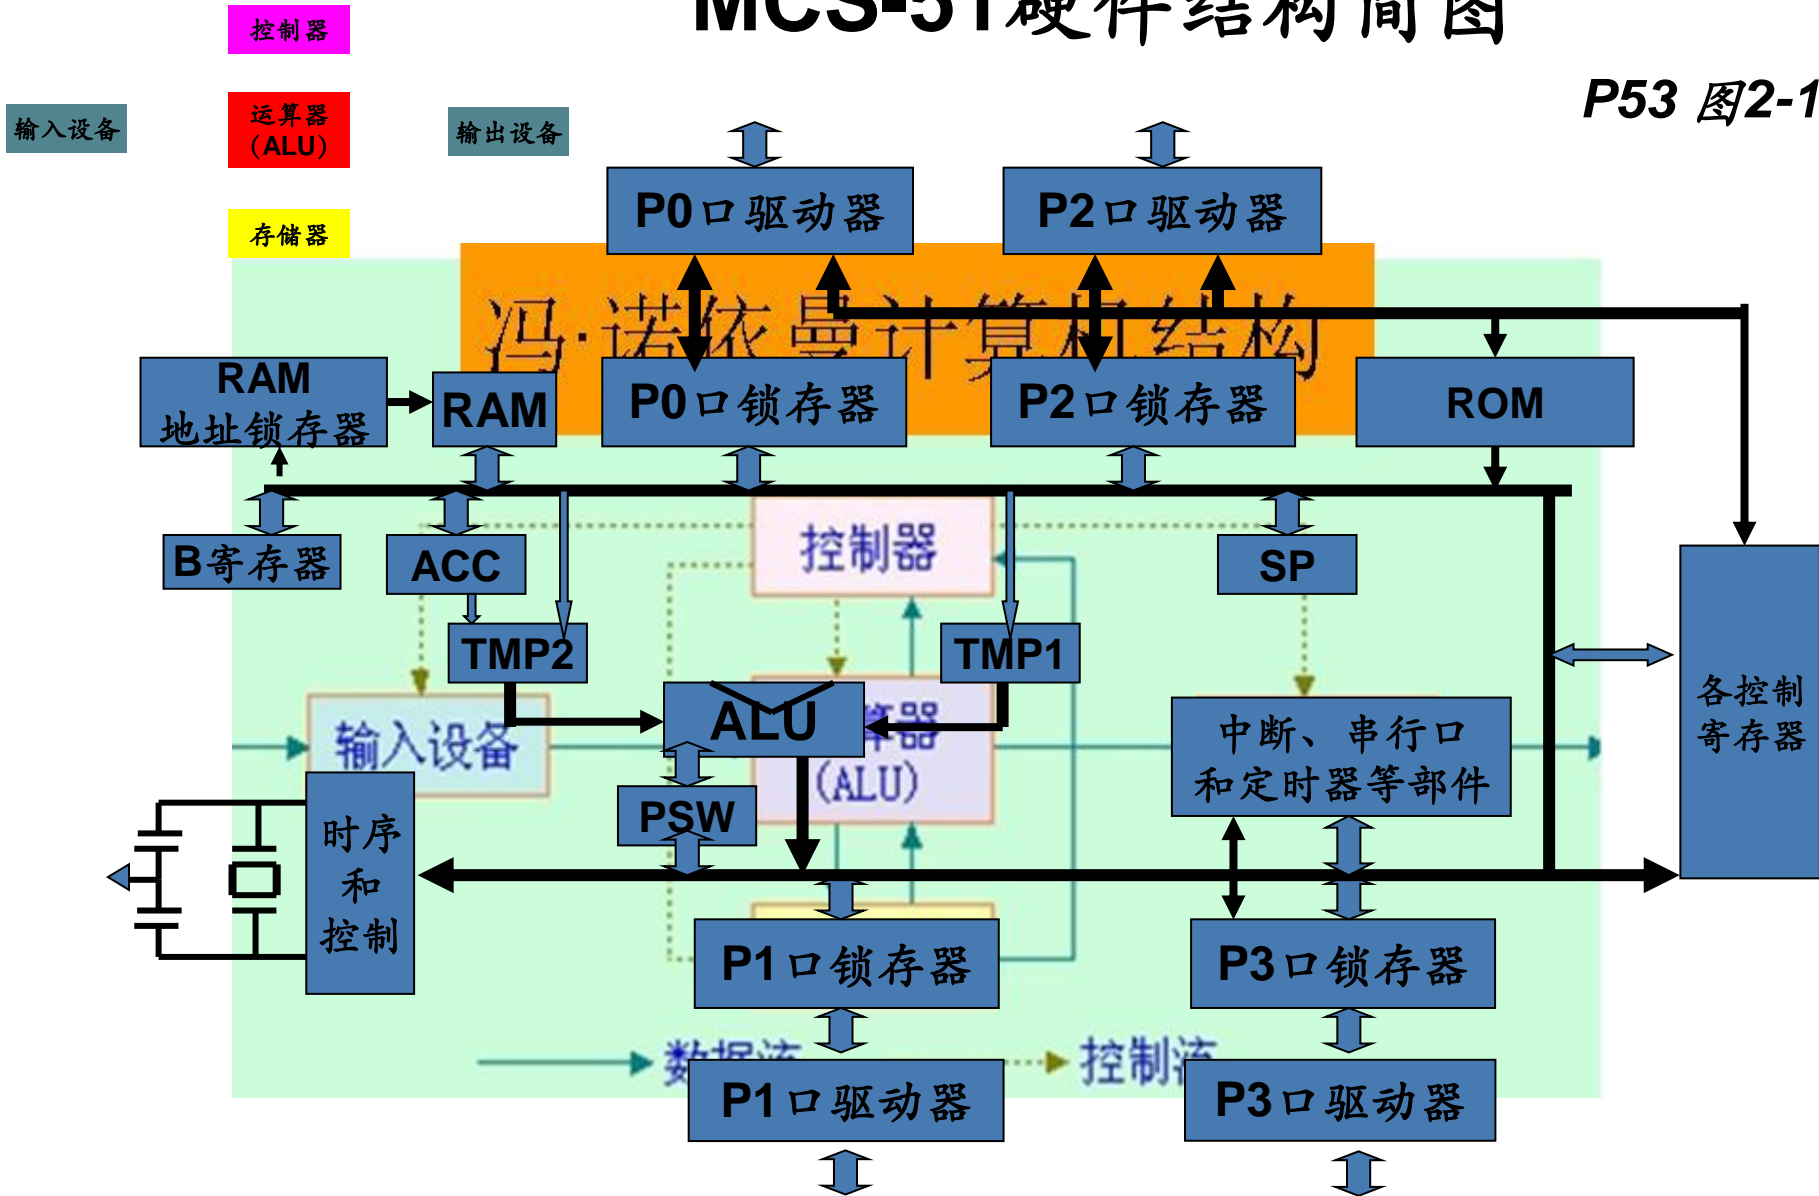 MCS-51硬件结构简图
控制器
P53 图2-1
输入设备
运算器
(ALU)
输出设备
存储器
P0口驱动器
P2口驱动器
冯·诺依曼计算机结构
RAM
地址锁存器
RAM
P0口锁存器
P2口锁存器
ROM
B寄存器
ACC
控制器
SP
TMP2
TMP1
ALU
算器
(ALU)
输入设备
中断、串行口
和定时器等部件
各控制
寄存器
PSW
时序
和
控制
P1口锁存器
P3口锁存器
数据流
控制流
P1口驱动器
P3口驱动器